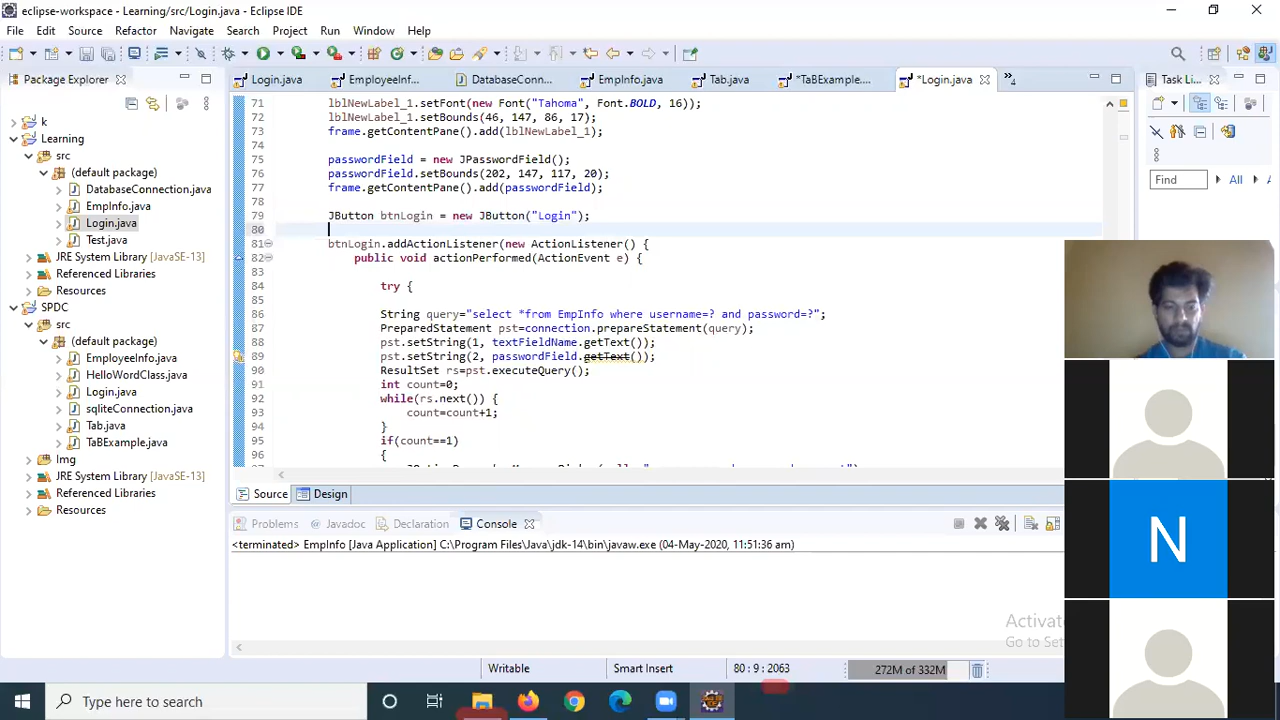 eclipse-workspace - Learning/src/Login.java - Eclipse IDE
File Edit Source Refactor Navigate Search Project Run Window Help
Package Explorer
Login.java
EmployeeInf...
DatabaseConn...
EmpInfo.java
Tab.java
*TaBExample....
*Login.java
4
Task Li...
k
Learning
src
(default package)
DatabaseConnection.java
EmpInfo.java
Login.java
Test.java
JRE System Library [JavaSE-13]
Referenced Libraries
Resources
SPDC
src
(default package)
EmployeeInfo.java
HelloWordClass.java
Login.java
sqliteConnection.java
Tab.java
TaBExample.java
Img
JRE System Library [JavaSE-13]
Referenced Libraries
Resources
71 lblNewLabel_1.setFont(new Font("Tahoma", Font.BOLD, 16));
72 lblNewLabel_1.setBounds(46, 147, 86, 17);
73 frame.getContentPane().add(lblNewLabel_1);
74
75 passwordField = new JPasswordField();
76 passwordField.setBounds(202, 147, 117, 20);
77 frame.getContentPane().add(passwordField);
78
79 JButton btnLogin = new JButton("Login");
80
81 btnLogin.addActionListener(new ActionListener() {
82 public void actionPerformed(ActionEvent e) {
83
84 try {
85
86 String query="select *from EmpInfo where username=? and password=?";
87 PreparedStatement pst=connection.prepareStatement(query);
88 pst.setString(1, textFieldName.getText());
89 pst.setString(2, passwordField.getText());
90 ResultSet rs=pst.executeQuery();
91 int count=0;
92 while(rs.next()) {
93 count=count+1;
94 }
95 if(count==1)
96 {
Find All
Source Design
Problems Javadoc Declaration Console
<terminated> EmpInfo [Java Application] C:\Program Files\Java\jdk-14\bin\javaw.exe (04-May-2020, 11:51:36 am)
N
Activat
Go to Set
Writable Smart Insert 80 : 9 : 2063 272M of 332M
Type here to search